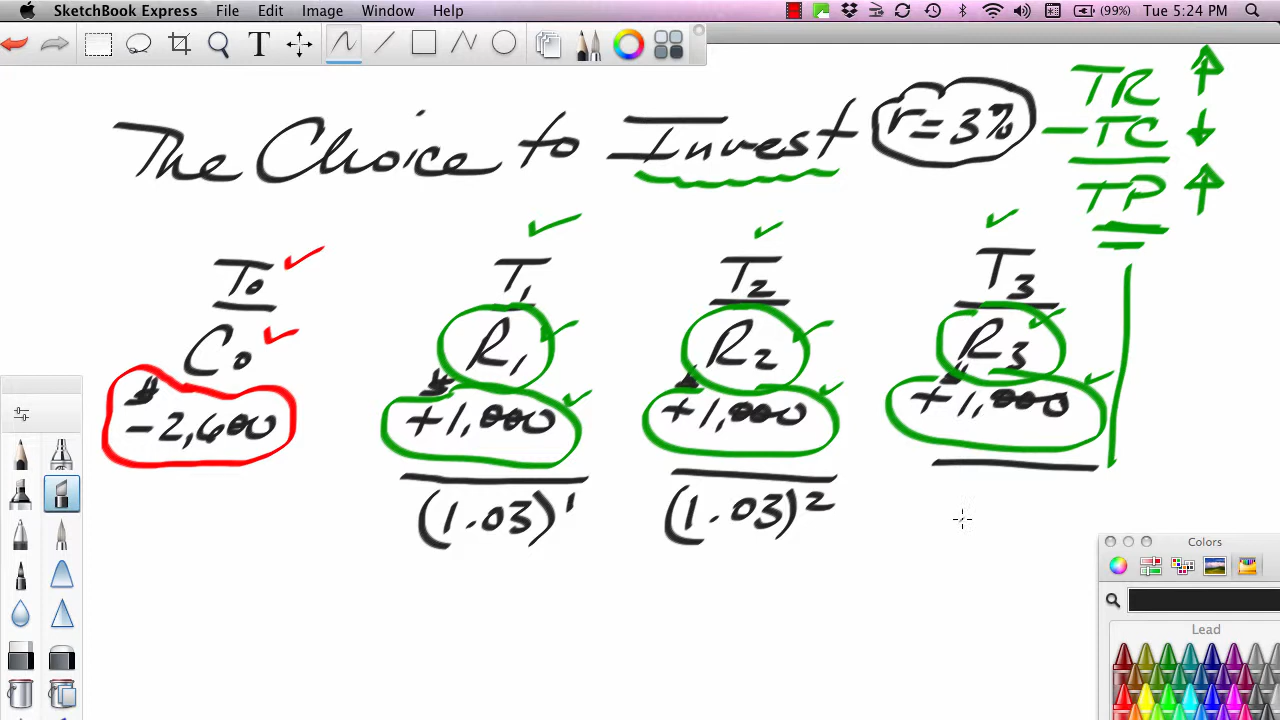 SketchBook Express File Edit Image Window Help (99%) Tue 5:24 PM
T
The Choice to Invest r=3%
TR ↑
- TC ↓
TP ↑
T0 T1 T2 T3
C0 R1 R2 R3
$ $ $ $
-2,600 +1,000 +1,000 +1,000
(1.03)^1 (1.03)^2
Colors
Lead